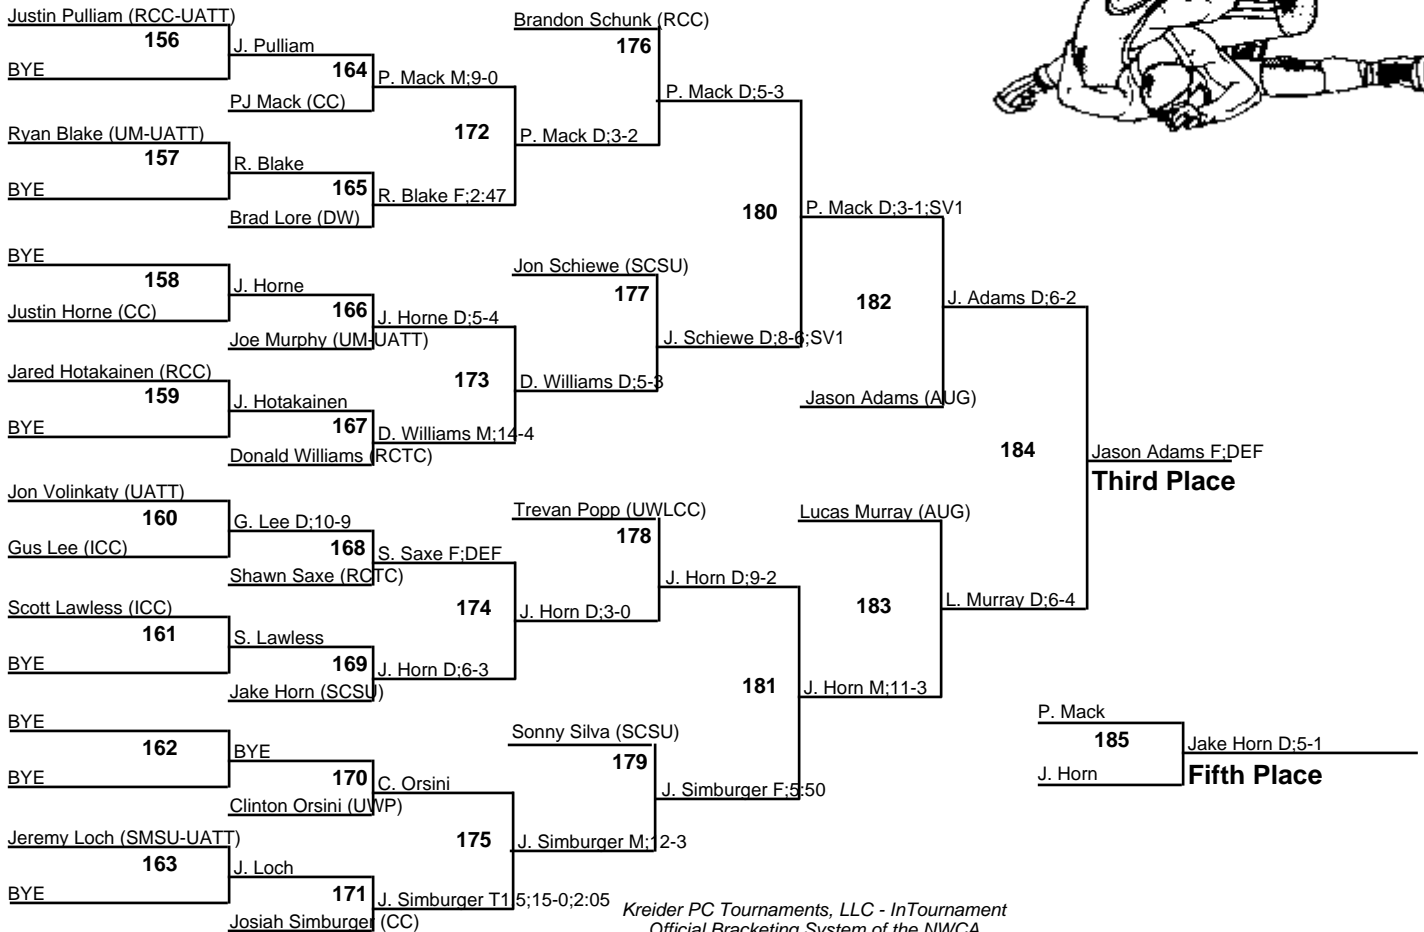 Justin Pulliam (RCC-UATT)
156
BYE
J. Pulliam
164
PJ Mack (CC)
P. Mack M;9-0
Ryan Blake (UM-UATT)
157
BYE
R. Blake
165
Brad Lore (DW)
R. Blake F;2:47
172
P. Mack D;3-2
Brandon Schunk (RCC)
176
P. Mack D;5-3
BYE
158
Justin Horne (CC)
J. Horne
166
Joe Murphy (UM-UATT)
J. Horne D;5-4
Jared Hotakainen (RCC)
159
BYE
J. Hotakainen
167
Donald Williams (RCTC)
D. Williams M;14-4
173
D. Williams D;5-3
Jon Schiewe (SCSU)
177
J. Schiewe D;8-6;SV1
180
P. Mack D;3-1;SV1
182
Jason Adams (AUG)
J. Adams D;6-2
Jon Volinkaty (UATT)
160
Gus Lee (ICC)
G. Lee D;10-9
168
Shawn Saxe (RCTC)
S. Saxe F;DEF
Scott Lawless (ICC)
161
BYE
S. Lawless
169
Jake Horn (SCSU)
J. Horn D;6-3
174
J. Horn D;3-0
Trevan Popp (UWLCC)
178
J. Horn D;9-2
BYE
162
BYE
BYE
170
Clinton Orsini (UWP)
C. Orsini
Jeremy Loch (SMSU-UATT)
163
BYE
J. Loch
171
Josiah Simburger (CC)
J. Simburger T1.5;15-0;2:05
175
J. Simburger M;12-3
Sonny Silva (SCSU)
179
J. Simburger F;5:50
181
J. Horn M;11-3
Lucas Murray (AUG)
183
L. Murray D;6-4
184
Jason Adams F;DEF
Third Place
P. Mack
185
J. Horn
Jake Horn D;5-1
Fifth Place
Kreider PC Tournaments, LLC - InTournament
Official Bracketing System of the NWCA